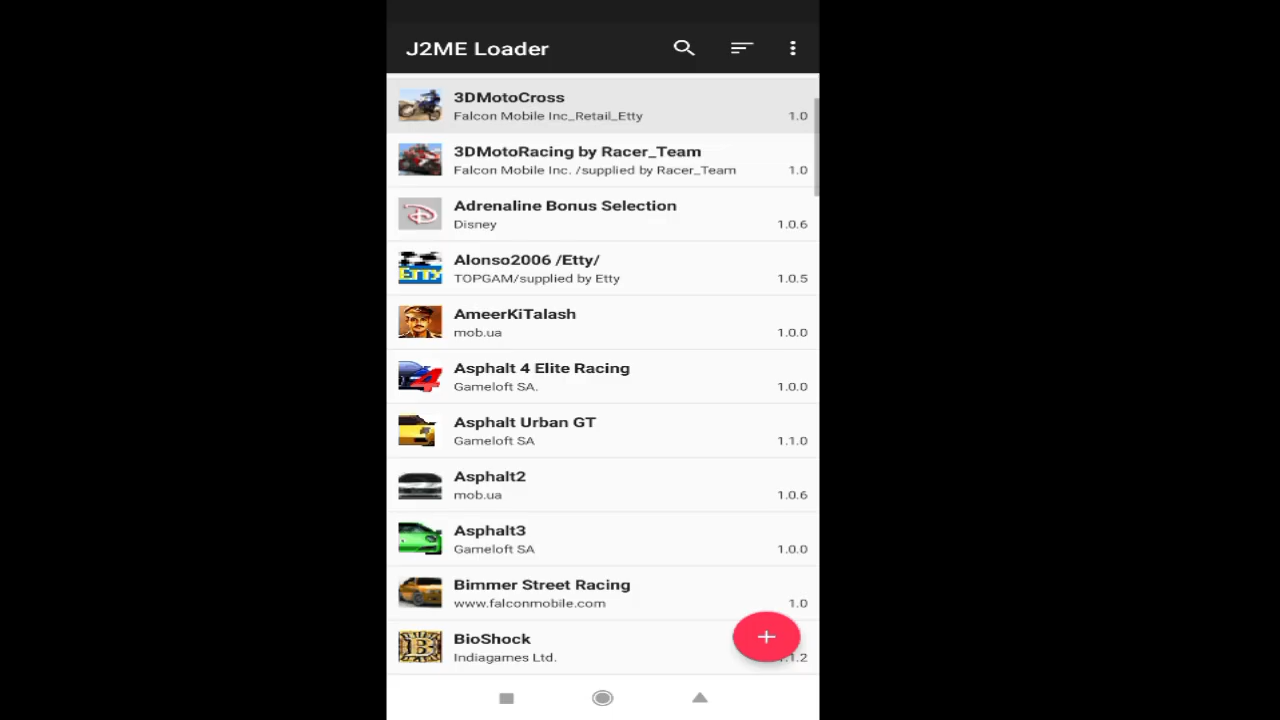 J2ME Loader
3DMotoCross
Falcon Mobile Inc_Retail_Etty
1.0
3DMotoRacing by Racer_Team
Falcon Mobile Inc. /supplied by Racer_Team
1.0
Adrenaline Bonus Selection
Disney
1.0.6
Alonso2006 /Etty/
TOPGAM/supplied by Etty
1.0.5
AmeerKiTalash
mob.ua
1.0.0
Asphalt 4 Elite Racing
Gameloft SA.
1.0.0
Asphalt Urban GT
Gameloft SA
1.1.0
Asphalt2
mob.ua
1.0.6
Asphalt3
Gameloft SA
1.0.0
Bimmer Street Racing
www.falconmobile.com
1.0
BioShock
Indiagames Ltd.